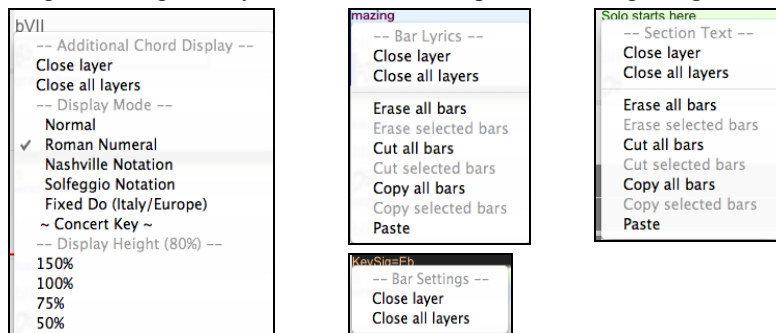 bVII
-- Additional Chord Display --
Close layer
Close all layers
-- Display Mode --
Normal
✓ Roman Numeral
Nashville Notation
Solfeggio Notation
Fixed Do (Italy/Europe)
~ Concert Key ~
-- Display Height (80%) --
150%
100%
75%
50%
mazing
-- Bar Lyrics --
Close layer
Close all layers
Erase all bars
Erase selected bars
Cut all bars
Cut selected bars
Copy all bars
Copy selected bars
Paste
KeySig=Eb
-- Bar Settings --
Close layer
Close all layers
Solo starts here
-- Section Text --
Close layer
Close all layers
Erase all bars
Erase selected bars
Cut all bars
Cut selected bars
Copy all bars
Copy selected bars
Paste